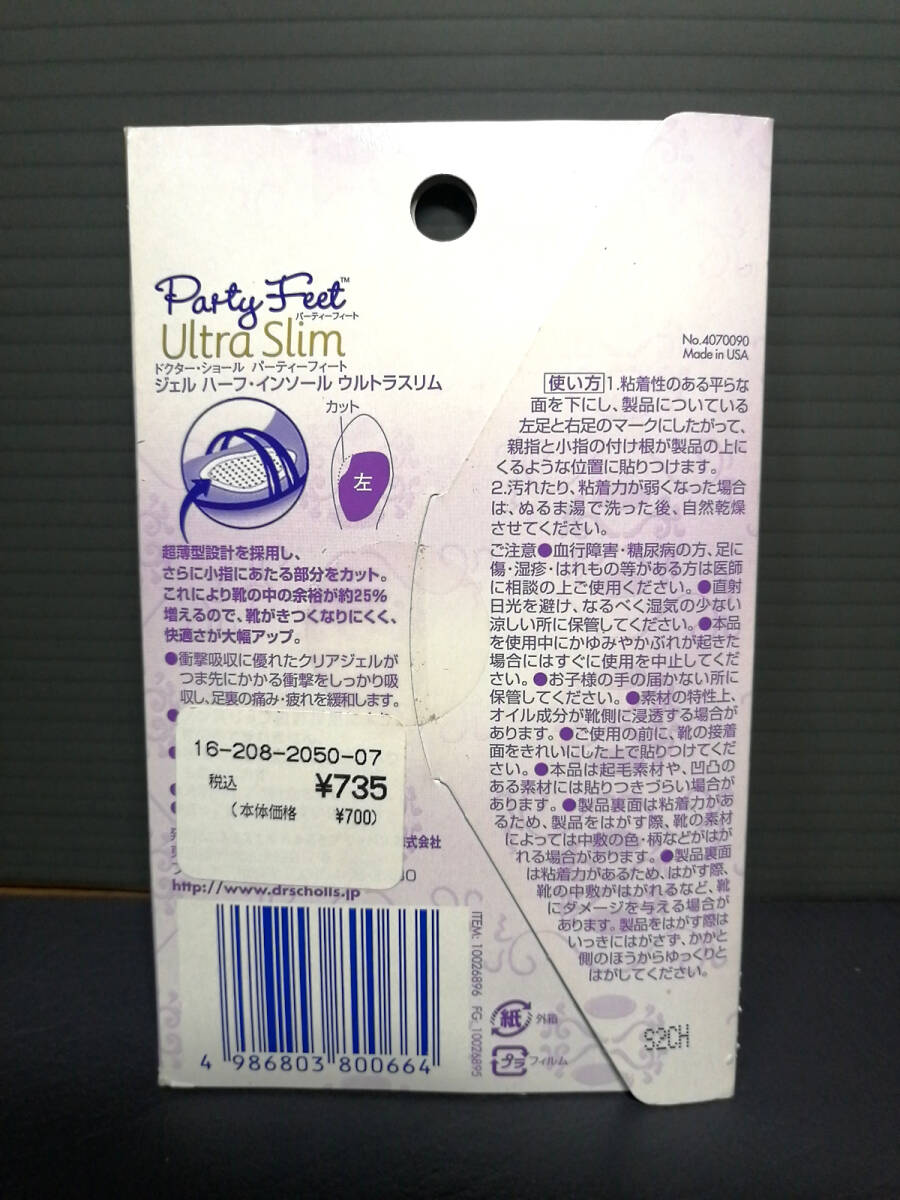 Party Feet™
パーティーフィート
Ultra Slim
ドクター・ショール パーティーフィート
ジェル ハーフ・インソール ウルトラスリム
カット
左
超薄型設計を採用し、
さらに小指にあたる部分をカット。
これにより靴の中の余裕が約25%
増えるので、靴がきつくなりにくく、
快適さが大幅アップ。
●衝撃吸収に優れたクリアジェルが
つま先にかかる衝撃をしっかり吸
収し、足裏の痛み・疲れを緩和します。
16-208-2050-07
税込 ¥735
(本体価格 ¥700)
式会社
http://www.drscholls.jp
4 986803 800664
ITEM: 10026896 FG_10026895
No.4070090
Made in USA
使い方 1.粘着性のある平らな
面を下にし、製品についている
左足と右足のマークにしたがって、
親指と小指の付け根が製品の上に
くるような位置に貼りつけます。
2.汚れたり、粘着力が弱くなった場合
は、ぬるま湯で洗った後、自然乾燥
させてください。
ご注意●血行障害・糖尿病の方、足に
傷・湿疹・はれもの等がある方は医師
に相談の上ご使用ください。●直射
日光を避け、なるべく湿気の少ない
涼しい所に保管してください。●本品
を使用中にかゆみやかぶれが起きた
場合にはすぐに使用を中止してくだ
さい。●お子様の手の届かない所に
保管してください。●素材の特性上、
オイル成分が靴側に浸透する場合が
あります。●ご使用の前に、靴の接着
面をきれいにした上で貼りつけてくだ
さい。●本品は起毛素材や、凹凸の
ある素材には貼りつきづらい場合が
あります。●製品裏面は粘着力があ
るため、製品をはがす際、靴の素材
によっては中敷の色・柄などがはが
れる場合があります。●製品裏面
は粘着力があるため、はがす際、
靴の中敷がはがれるなど、靴
にダメージを与える場合が
あります。製品をはがす際は
いっきにはがさず、かかと
側のほうからゆっくりと
はがしてください。
紙 外箱
プラ フィルム
S2CH